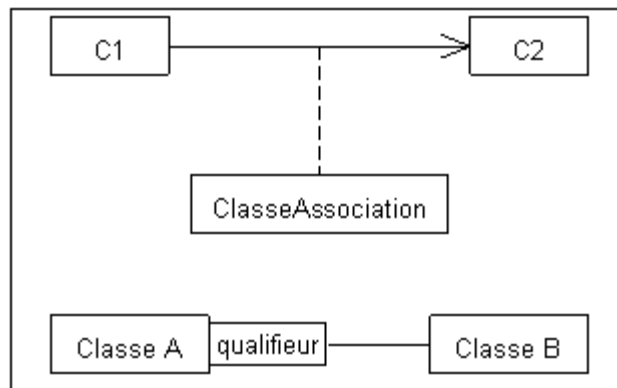 C1
C2
ClasseAssociation
Classe A
qualifieur
Classe B